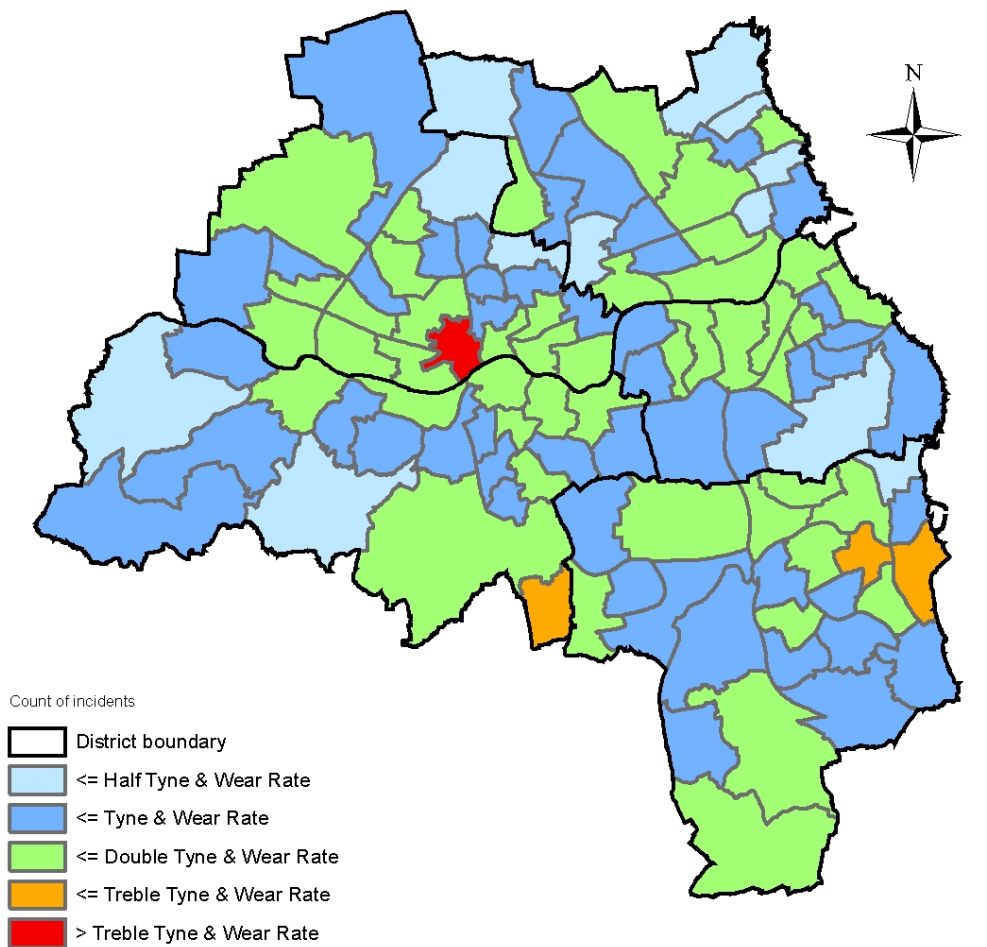 N
Count of incidents
District boundary
<= Half Tyne & Wear Rate
<= Tyne & Wear Rate
<= Double Tyne & Wear Rate
<= Treble Tyne & Wear Rate
> Treble Tyne & Wear Rate